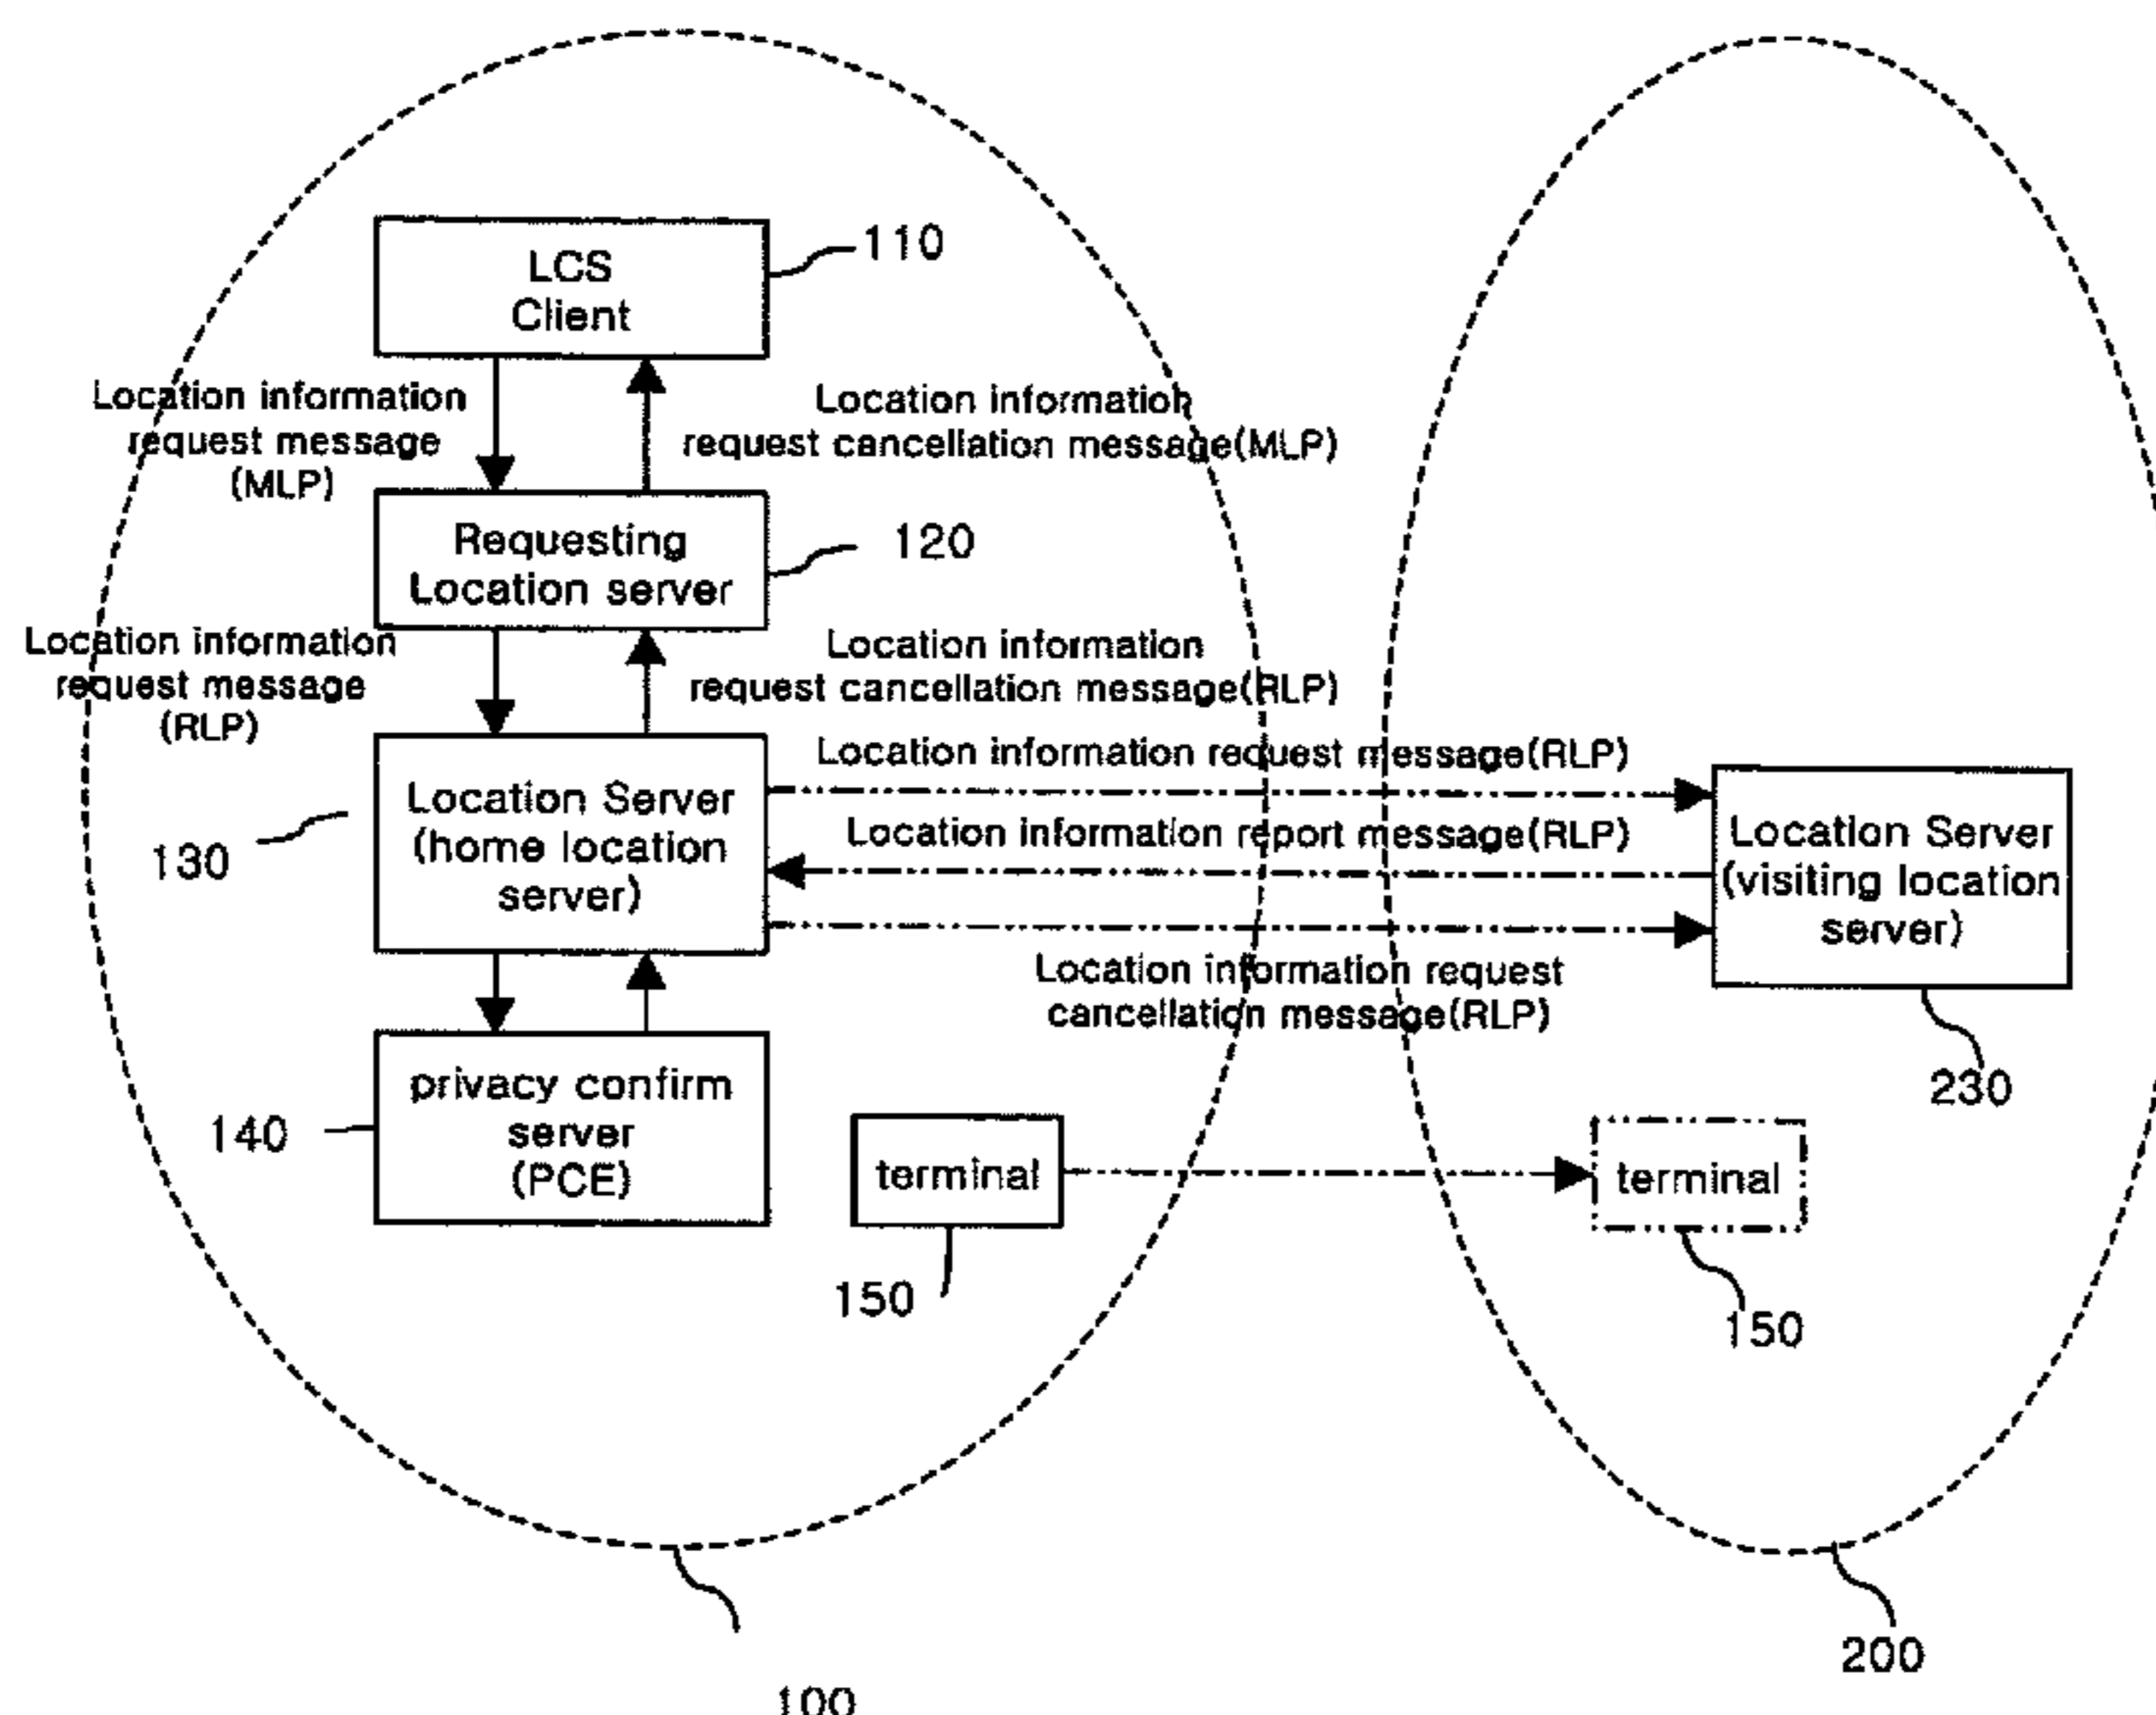 LCS
Client
110
Location information
request message
(MLP)
Location information
request cancellation message(MLP)
Requesting
Location server
120
Location information
request message
(RLP)
Location information
request cancellation message(RLP)
Location Server
(home location
server)
130
Location information request message(RLP)
Location information report message(RLP)
Location information request
cancellation message(RLP)
Location Server
(visiting location
server)
230
privacy confirm
server
(PCE)
140
terminal
150
terminal
150
100
200